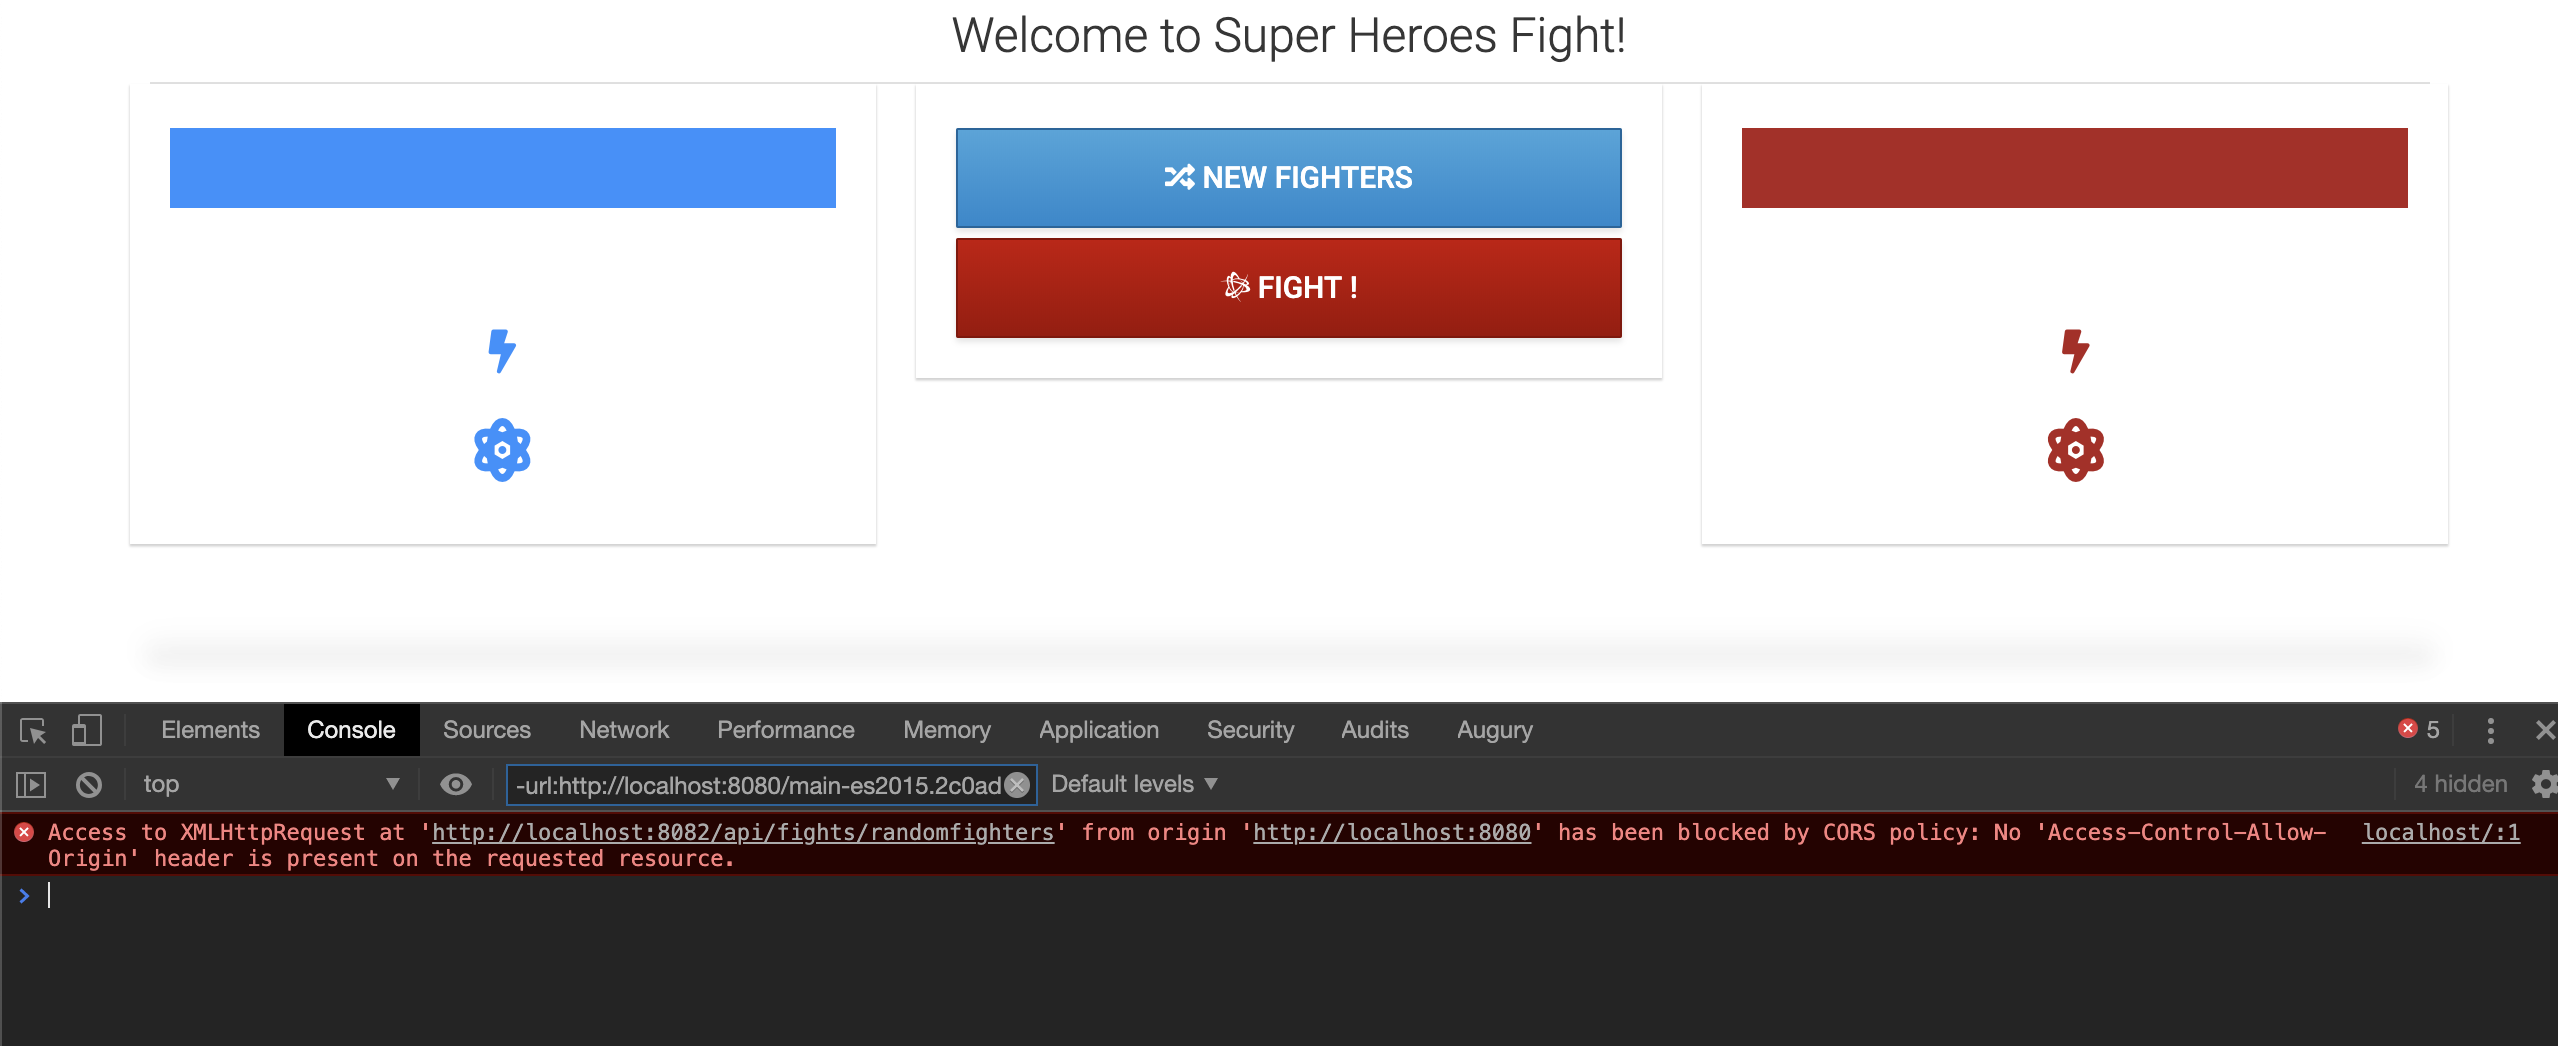 Welcome to Super Heroes Fight!
NEW FIGHTERS
FIGHT !
Elements Console Sources Network Performance Memory Application Security Audits Augury 5
top -url:http://localhost:8080/main-es2015.2c0ad Default levels 4 hidden
Access to XMLHttpRequest at 'http://localhost:8082/api/fights/randomfighters' from origin 'http://localhost:8080' has been blocked by CORS policy: No 'Access-Control-Allow- localhost/:1
Origin' header is present on the requested resource.